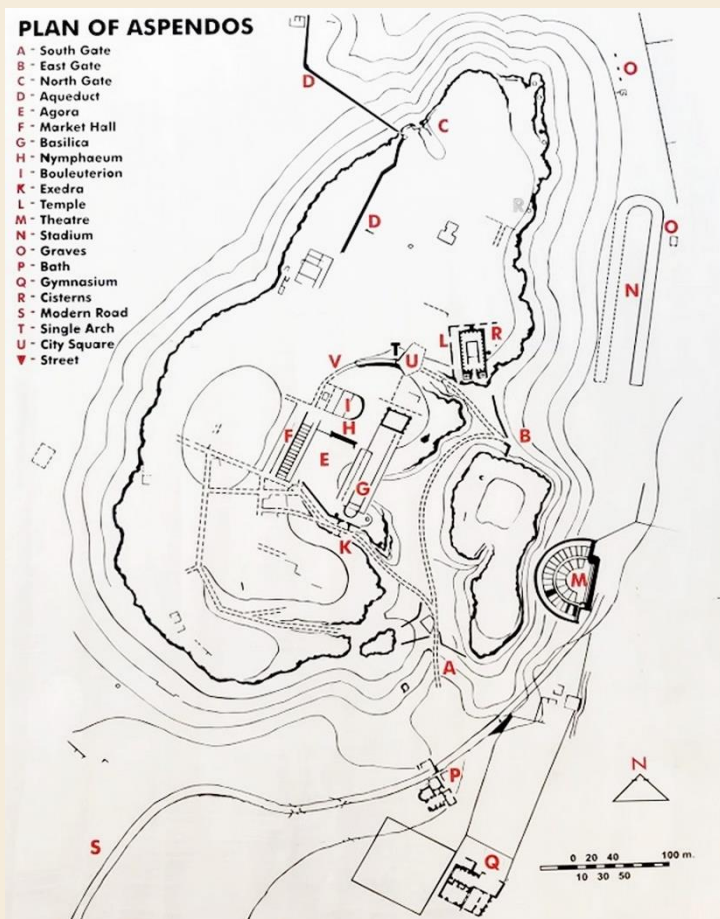 PLAN OF ASPENDOS
A - South Gate
B - East Gate
C - North Gate
D - Aqueduct
E - Agora
F - Market Hall
G - Basilica
H - Nymphaeum
I - Bouleuterion
K - Exedra
L - Temple
M - Theatre
N - Stadium
O - Graves
P - Bath
Q - Gymnasium
R - Cisterns
S - Modern Road
T - Single Arch
U - City Square
▼ - Street
D
O
C
R
D
O
N
L
R
T
V
U
I
H
F
B
E
G
K
M
A
P
N
S
Q
0 20 40 100 m.
10 30 50